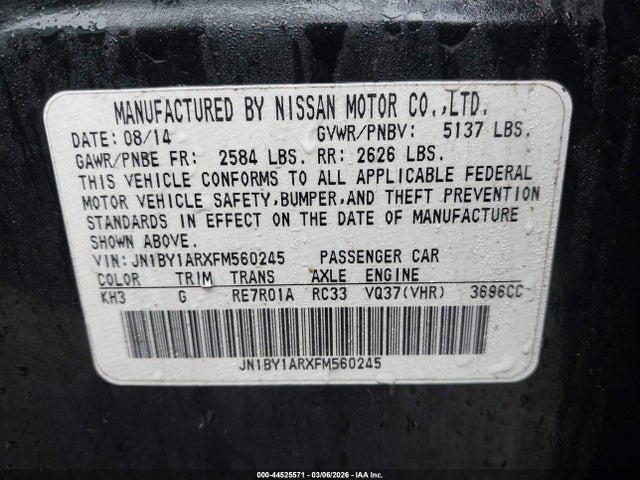 MANUFACTURED BY NISSAN MOTOR CO.,LTD.
DATE: 08/14 GVWR/PNBV: 5137 LBS.
GAWR/PNBE FR: 2584 LBS. RR: 2626 LBS.
THIS VEHICLE CONFORMS TO ALL APPLICABLE FEDERAL
MOTOR VEHICLE SAFETY,BUMPER,AND THEFT PREVENTION
STANDARDS IN EFFECT ON THE DATE OF MANUFACTURE
SHOWN ABOVE.
VIN: JN1BY1ARXFM560245 PASSENGER CAR
COLOR TRIM TRANS AXLE ENGINE
KH3 G RE7R01A RC33 VQ37(VHR) 3696CC
JN1BY1ARXFM560245
000-44525571 | 03/06/2026 | IAA Inc.